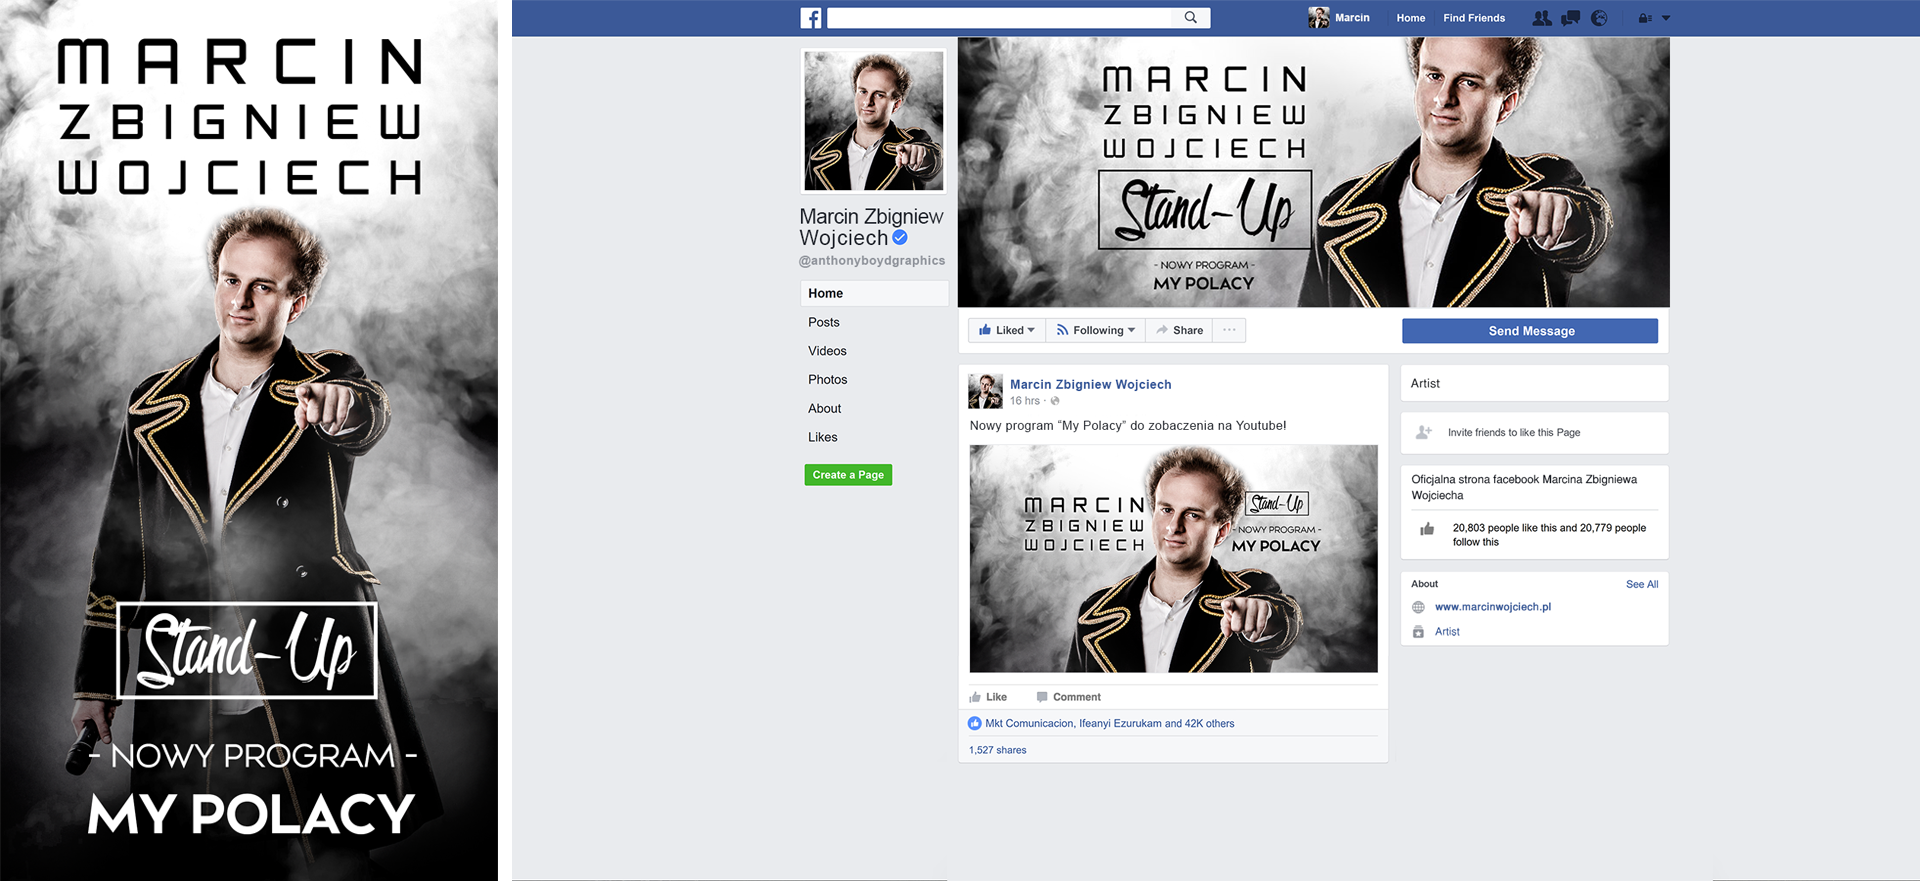 MARCIN
ZBIGNIEW
WOJCIECH
Stand-Up
- NOWY PROGRAM -
MY POLACY
Marcin
Home
Find Friends
Marcin Zbigniew
Wojciech
@anthonyboydgraphics
Home
Posts
Videos
Photos
About
Likes
Create a Page
MARCIN
ZBIGNIEW
WOJCIECH
Stand-Up
- NOWY PROGRAM -
MY POLACY
Liked
Following
Share
Send Message
Marcin Zbigniew Wojciech
16 hrs
Nowy program “My Polacy” do zobaczenia na Youtube!
MARCIN
ZBIGNIEW
WOJCIECH
Stand-Up
- NOWY PROGRAM -
MY POLACY
Like
Comment
Mkt Comunicacion, Ifeanyi Ezurukam and 42K others
1,527 shares
Artist
Invite friends to like this Page
Oficjalna strona facebook Marcina Zbigniewa
Wojciecha
20,803 people like this and 20,779 people
follow this
About
See All
www.marcinwojciech.pl
Artist